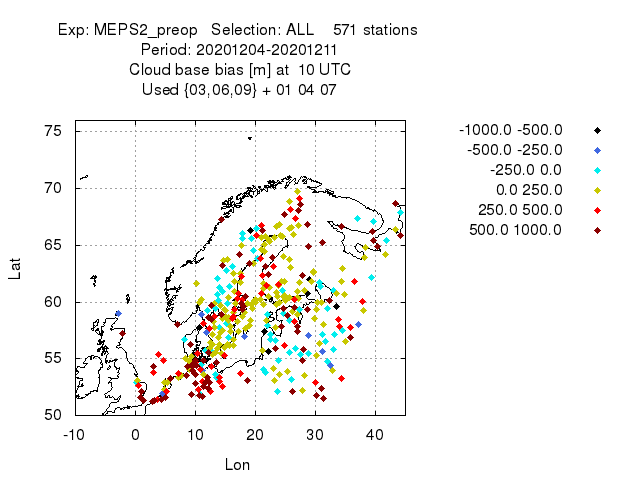 Exp: MEPS2_preop   Selection: ALL    571 stations
Period: 20201204-20201211
Cloud base bias [m] at  10 UTC
Used {03,06,09} + 01 04 07
-1000.0 -500.0
-500.0 -250.0
-250.0 0.0
0.0 250.0
250.0 500.0
500.0 1000.0
75
70
65
60
55
50
Lat
-10 0 10 20 30 40
Lon